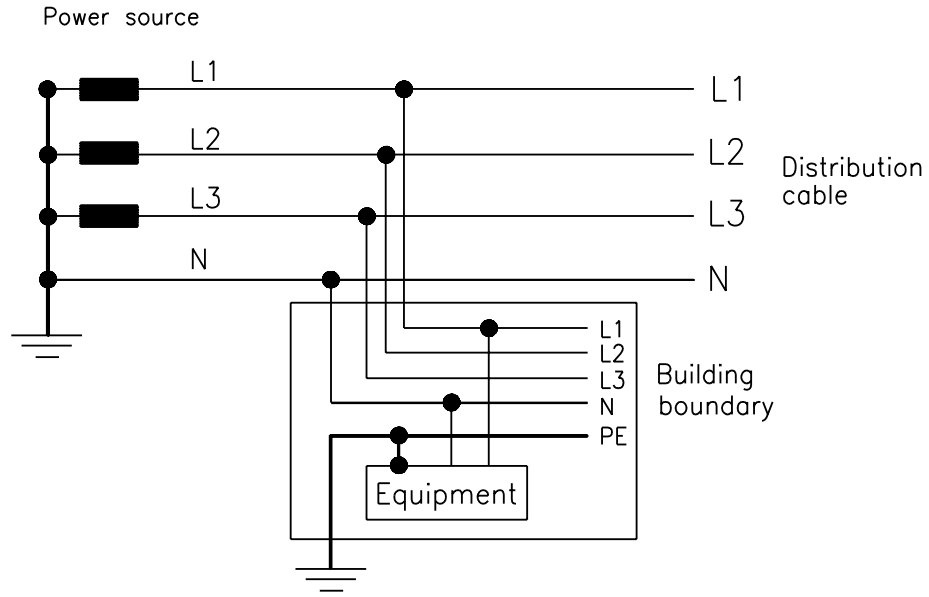 Power source
L1
L1
L2
L2
Distribution
cable
L3
L3
N
N
L1
L2
L3
Building
boundary
N
PE
Equipment